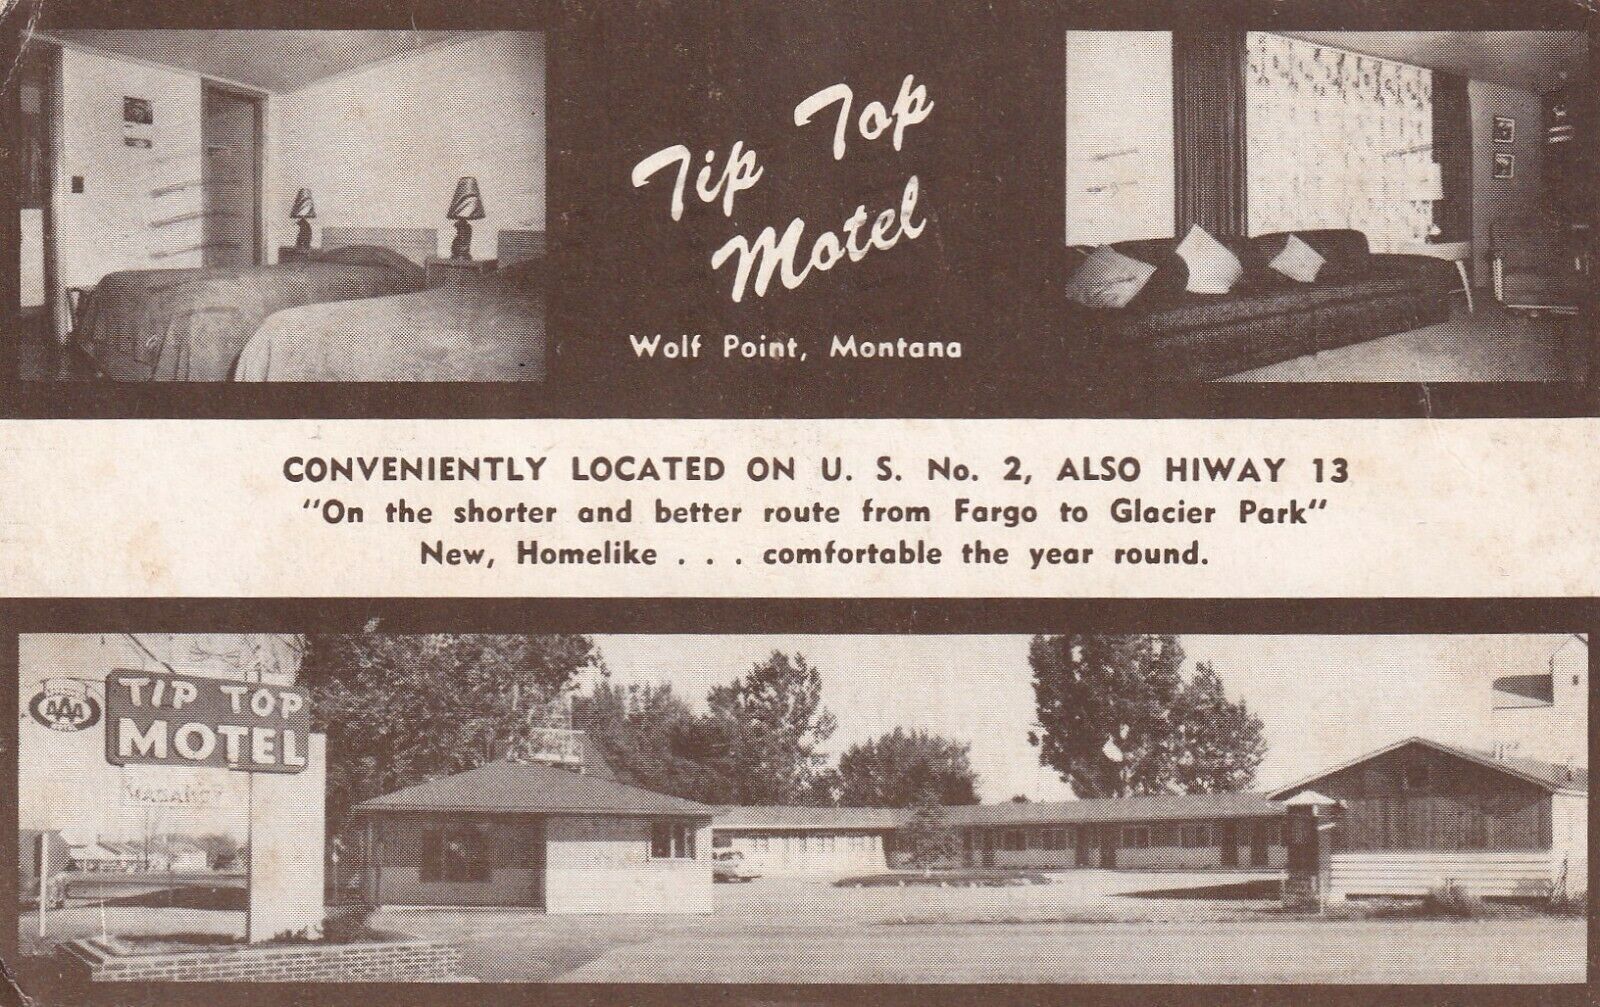 Tip Top
Motel
Wolf Point, Montana
CONVENIENTLY LOCATED ON U. S. No. 2, ALSO HIWAY 13
"On the shorter and better route from Fargo to Glacier Park"
New, Homelike . . . comfortable the year round.
AAA
TIP TOP
MOTEL